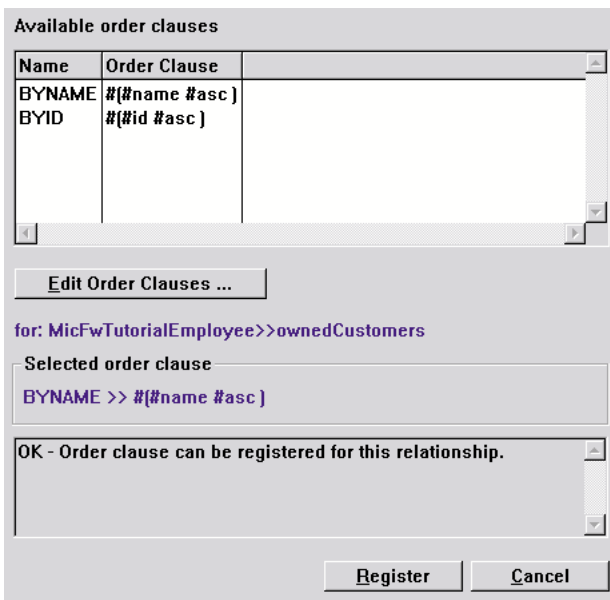 Available order clauses
Name Order Clause
BYNAME #(#name #asc )
BYID #(#id #asc )
Edit Order Clauses ...
for: MicFwTutorialEmployee>>ownedCustomers
Selected order clause
BYNAME >> #(#name #asc )
OK - Order clause can be registered for this relationship.
Register Cancel